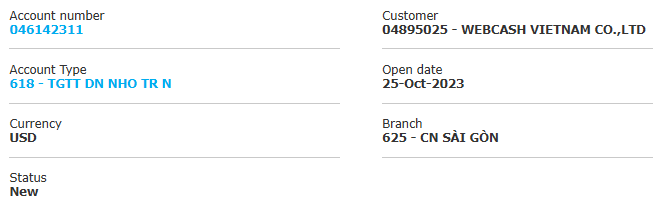 Account number
046142311
Customer
04895025 - WEBCASH VIETNAM CO.,LTD
Account Type
618 - TGTT DN NHO TR N
Open date
25-Oct-2023
Currency
USD
Branch
625 - CN SÀI GÒN
Status
New